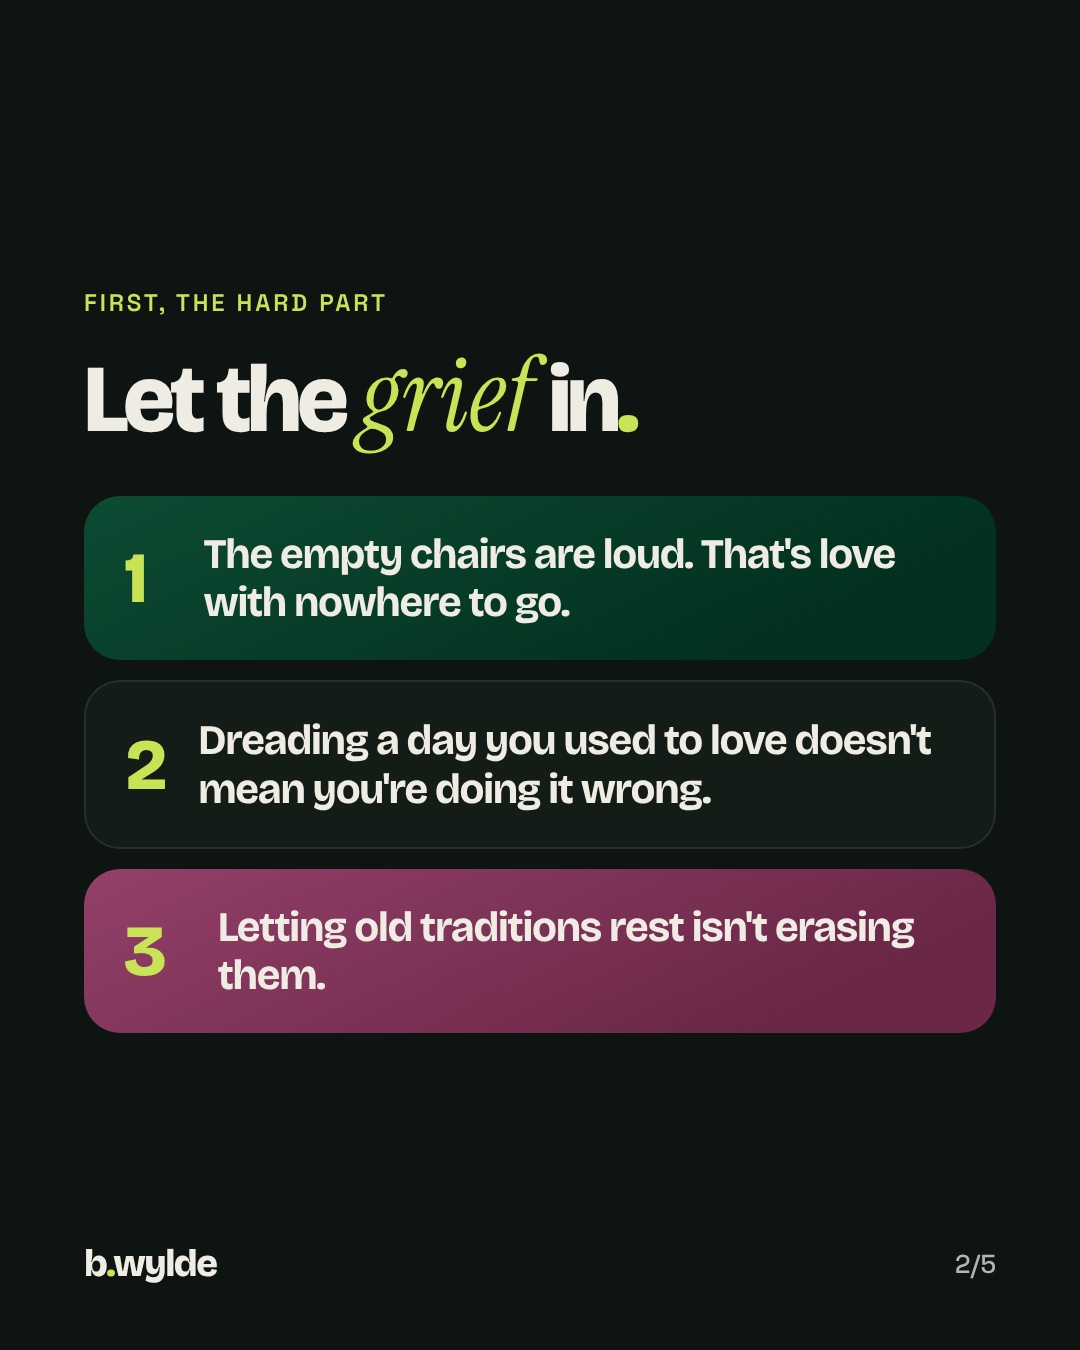 FIRST, THE HARD PART
Let the grief in.
1
The empty chairs are loud. That's love
with nowhere to go.
2
Dreading a day you used to love doesn't
mean you're doing it wrong.
3
Letting old traditions rest isn't erasing
them.
b.wylde
2/5